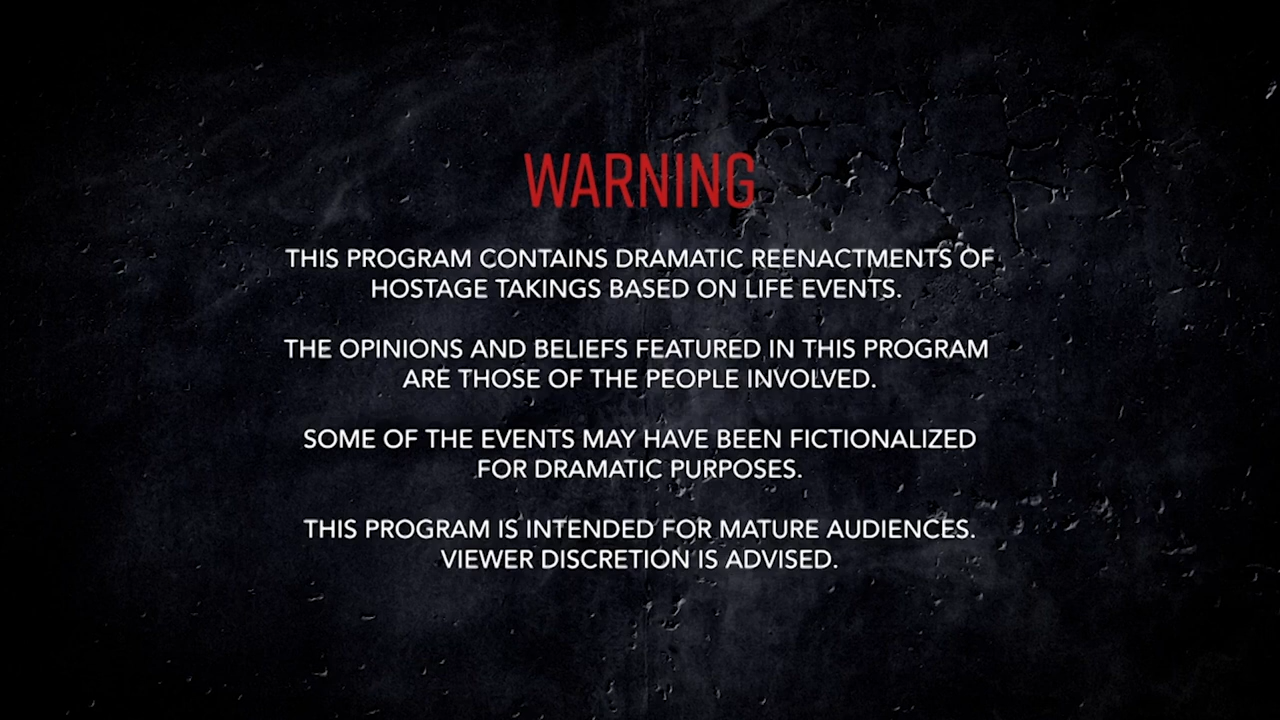 WARNING
THIS PROGRAM CONTAINS DRAMATIC REENACTMENTS OF
HOSTAGE TAKINGS BASED ON LIFE EVENTS.
THE OPINIONS AND BELIEFS FEATURED IN THIS PROGRAM
ARE THOSE OF THE PEOPLE INVOLVED.
SOME OF THE EVENTS MAY HAVE BEEN FICTIONALIZED
FOR DRAMATIC PURPOSES.
THIS PROGRAM IS INTENDED FOR MATURE AUDIENCES.
VIEWER DISCRETION IS ADVISED.